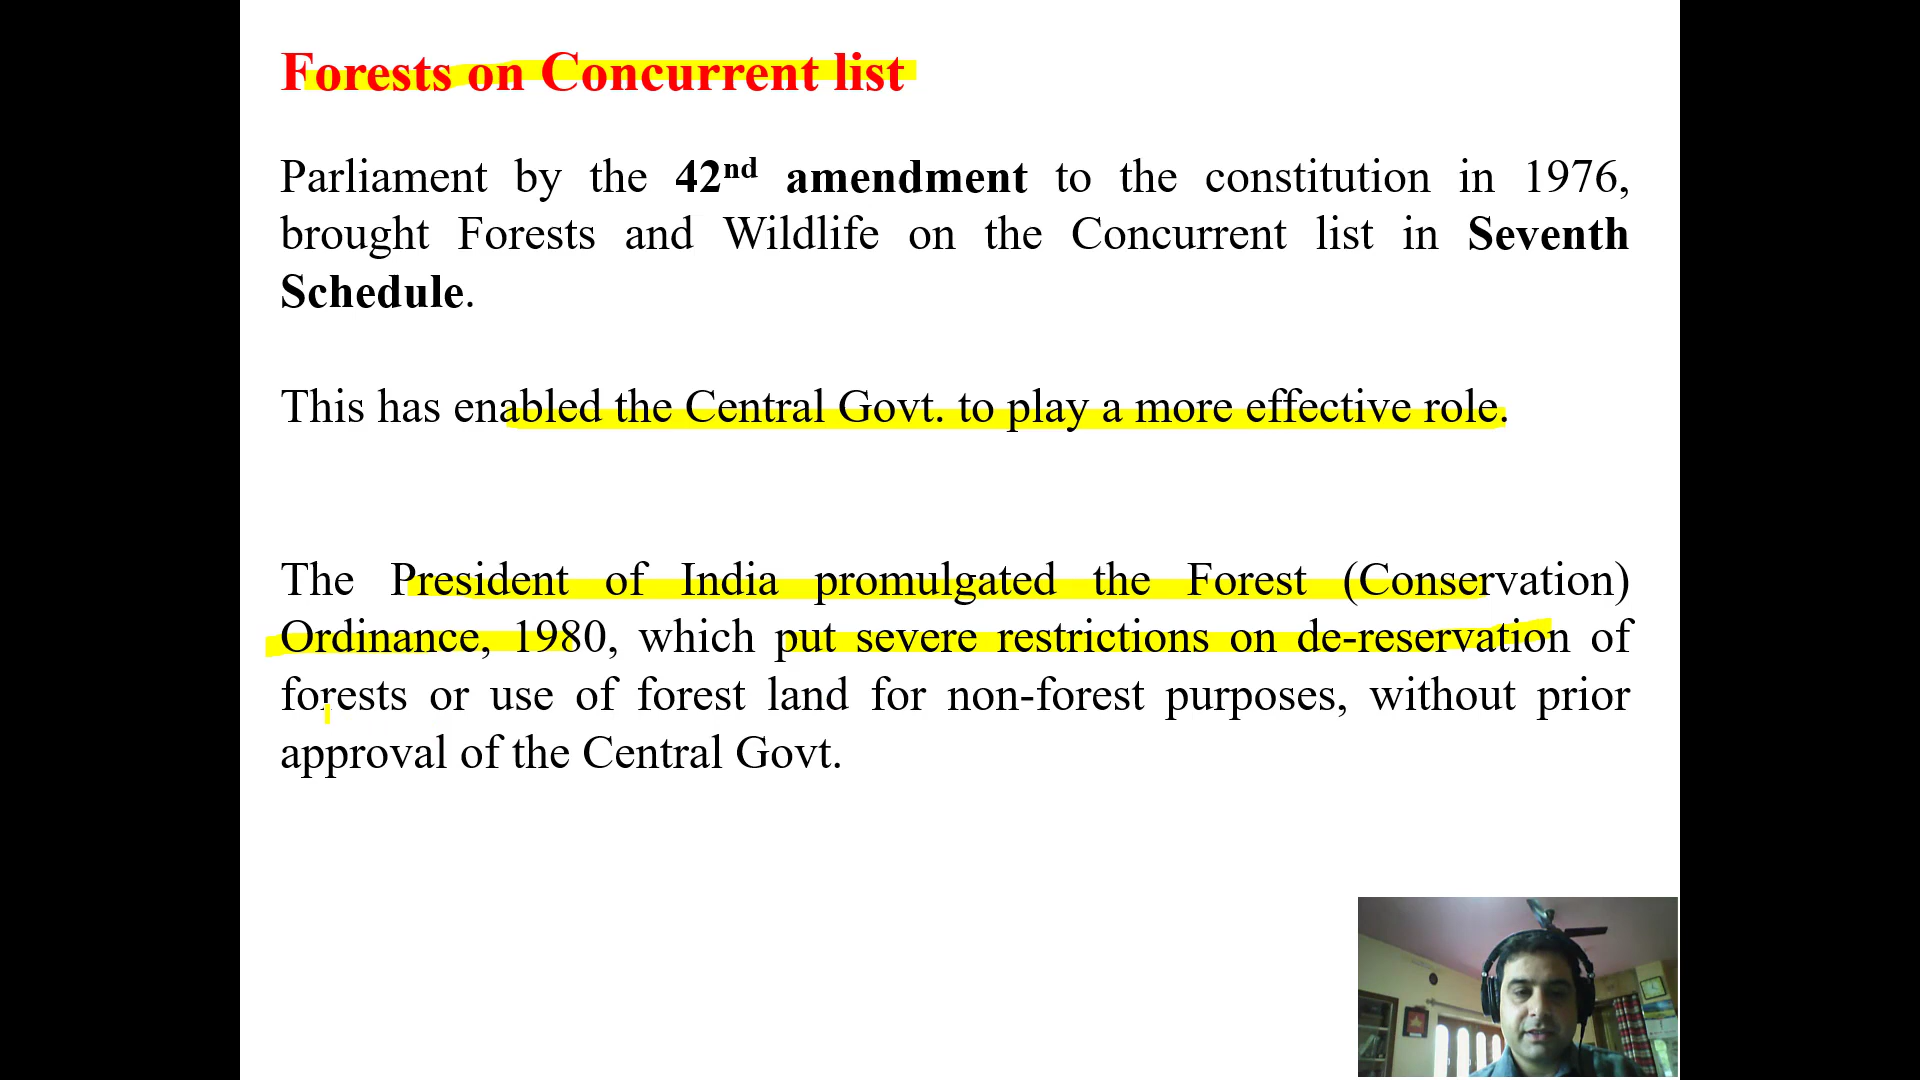 Forests on Concurrent list
Parliament by the 42nd amendment to the constitution in 1976,
brought Forests and Wildlife on the Concurrent list in Seventh
Schedule.
This has enabled the Central Govt. to play a more effective role.
The President of India promulgated the Forest (Conservation)
Ordinance, 1980, which put severe restrictions on de-reservation of
forests or use of forest land for non-forest purposes, without prior
approval of the Central Govt.